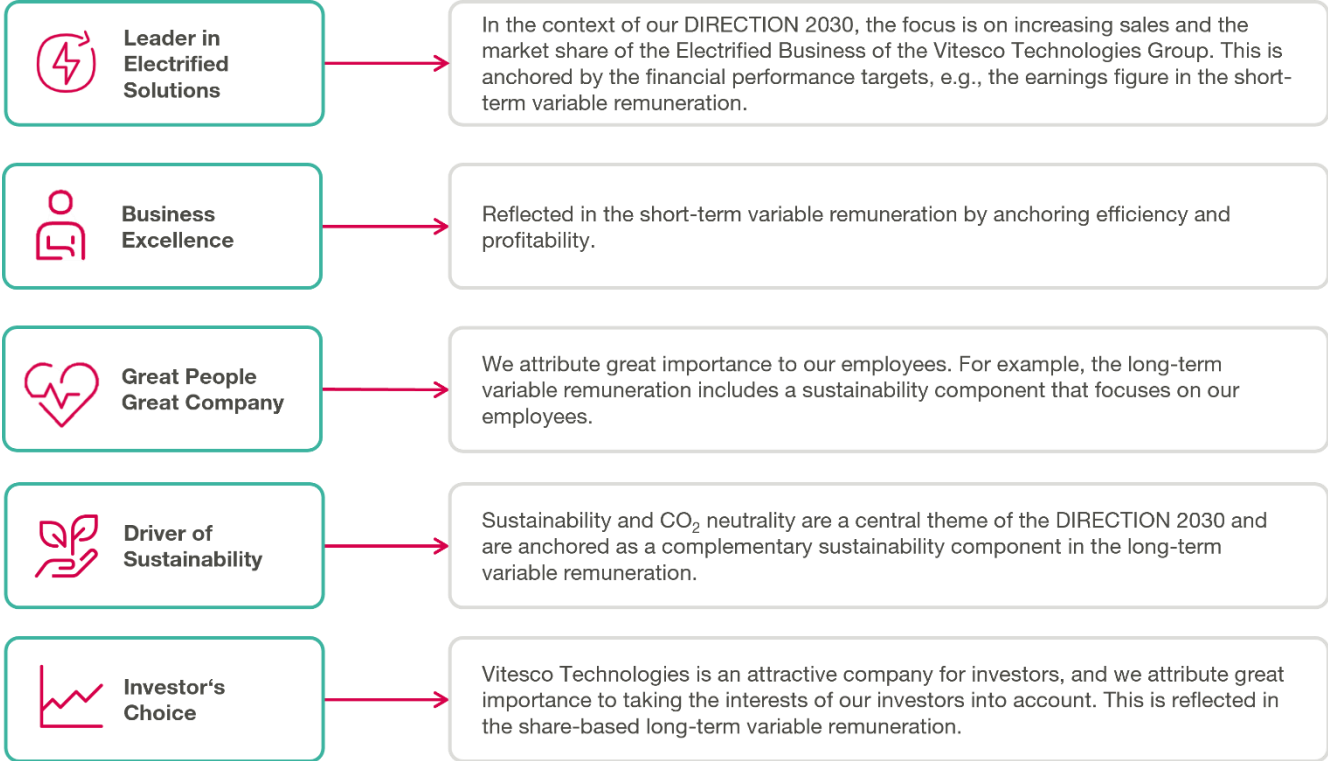 Leader in
Electrified
Solutions
In the context of our DIRECTION 2030, the focus is on increasing sales and the
market share of the Electrified Business of the Vitesco Technologies Group. This is
anchored by the financial performance targets, e.g., the earnings figure in the short-
term variable remuneration.
Business
Excellence
Reflected in the short-term variable remuneration by anchoring efficiency and
profitability.
Great People
Great Company
We attribute great importance to our employees. For example, the long-term
variable remuneration includes a sustainability component that focuses on our
employees.
Driver of
Sustainability
Sustainability and CO₂ neutrality are a central theme of the DIRECTION 2030 and
are anchored as a complementary sustainability component in the long-term
variable remuneration.
Investor‘s
Choice
Vitesco Technologies is an attractive company for investors, and we attribute great
importance to taking the interests of our investors into account. This is reflected in
the share-based long-term variable remuneration.